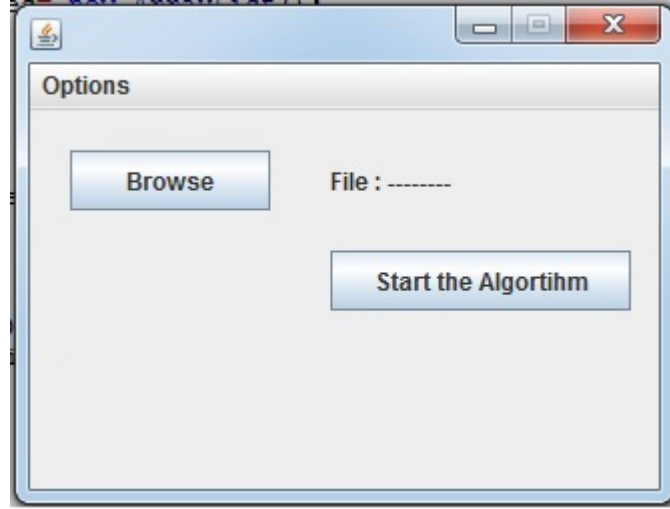 Options
Browse
File : --------
Start the Algortihm